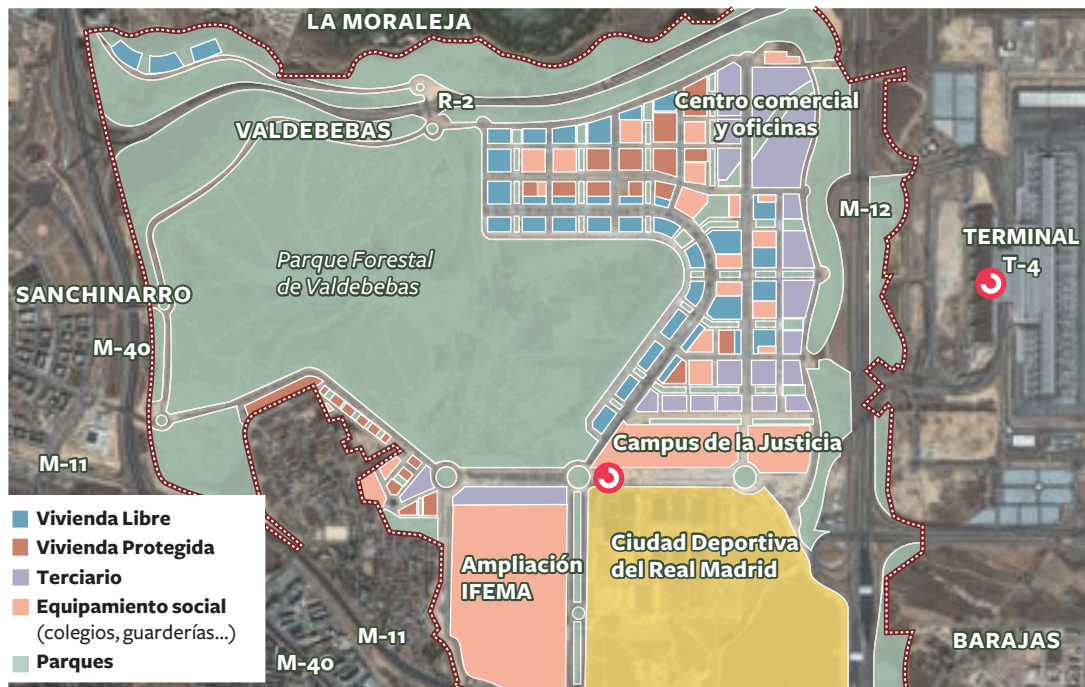 LA MORALEJA
R-2
Centro comercial
y oficinas
VALDEBEBAS
M-12
TERMINAL
T-4
Parque Forestal
de Valdebebas
SANCHINARRO
M-40
Campus de la Justicia
M-11
Vivienda Libre
Vivienda Protegida
Terciario
Equipamiento social
(colegios, guarderías...)
Parques
Ampliación
IFEMA
Ciudad Deportiva
del Real Madrid
M-11
M-40
BARAJAS